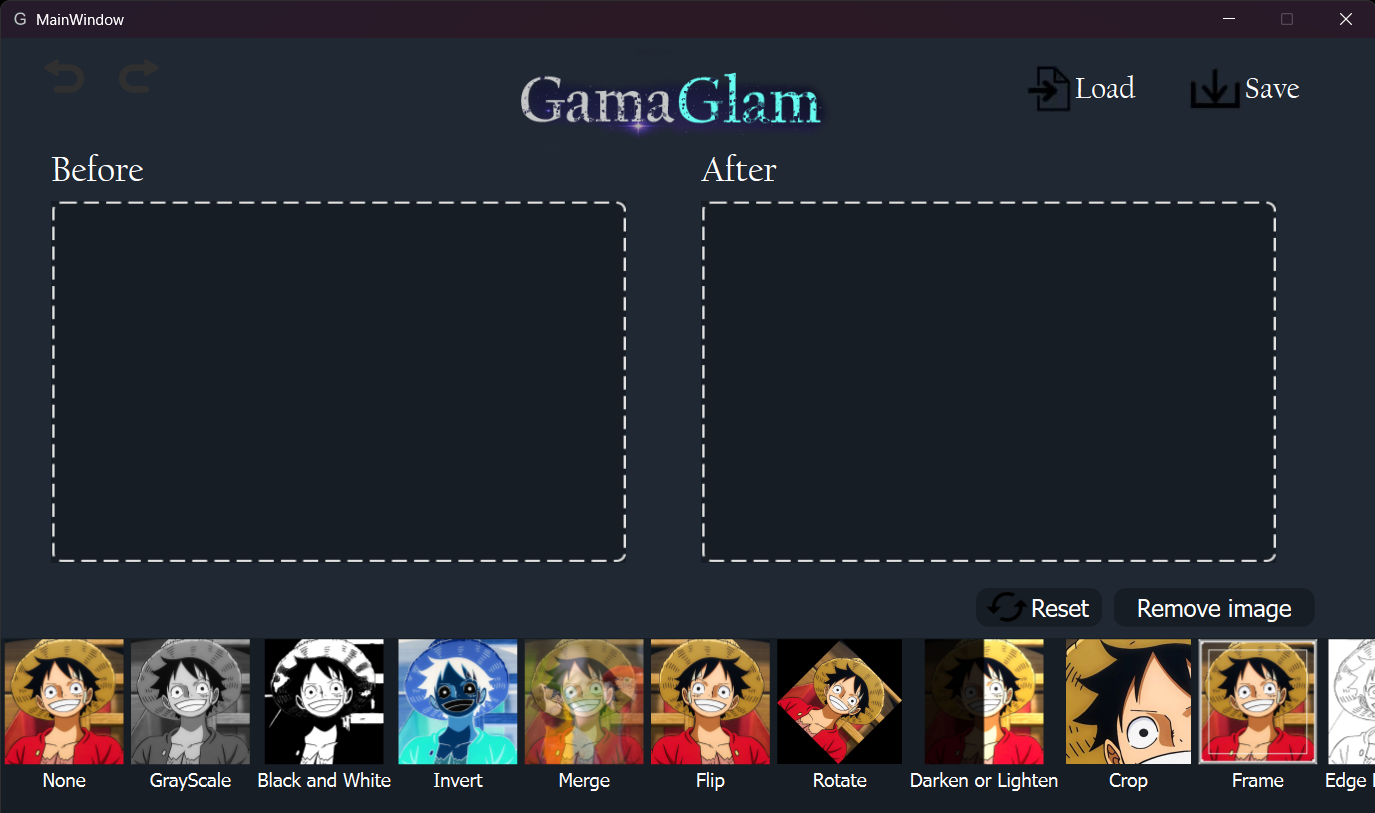 G MainWindow
GamaGlam
Load
Save
Before
After
Reset
Remove image
None
GrayScale
Black and White
Invert
Merge
Flip
Rotate
Darken or Lighten
Crop
Frame
Edge